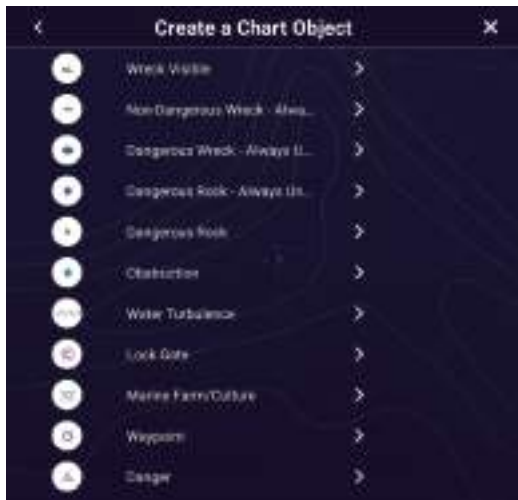 Create a Chart Object
Wreck Visible
Non-Dangerous Wreck - Alwa...
Dangerous Wreck - Always U...
Dangerous Rock - Always Un...
Dangerous Rock
Obstruction
Water Turbulence
Lock Gate
Marine Farm/Culture
Waypoint
Danger